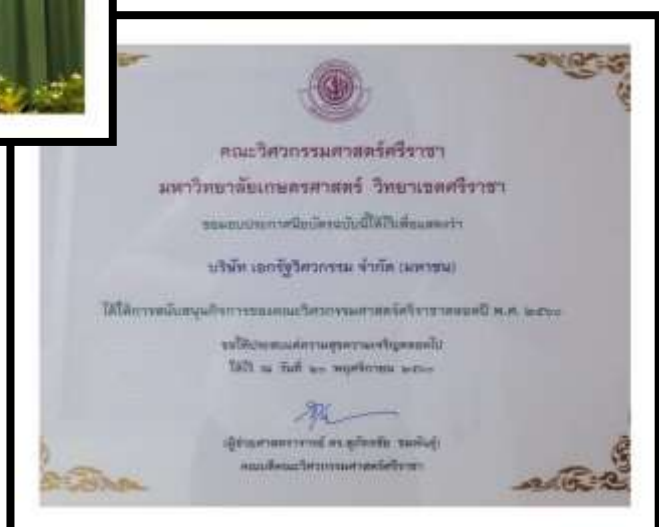 คณะวิศวกรรมศาสตร์ศรีราชา
มหาวิทยาลัยเกษตรศาสตร์ วิทยาเขตศรีราชา
ขอมอบประกาศนียบัตรฉบับนี้ให้ไว้เพื่อแสดงว่า
บริษัท เอกรัฐวิศวกรรม จำกัด (มหาชน)
ได้ให้การสนับสนุนกิจการของคณะวิศวกรรมศาสตร์ศรีราชาตลอดปี พ.ศ. ๒๕๖๐
ขอให้ประสบแต่ความสุขความเจริญตลอดไป
ให้ไว้ ณ วันที่ ๒๐ พฤศจิกายน ๒๕๖๐
(ผู้ช่วยศาสตราจารย์ ดร.
คณบดีคณะวิศวกรรมศาสตร์ศรีราชา